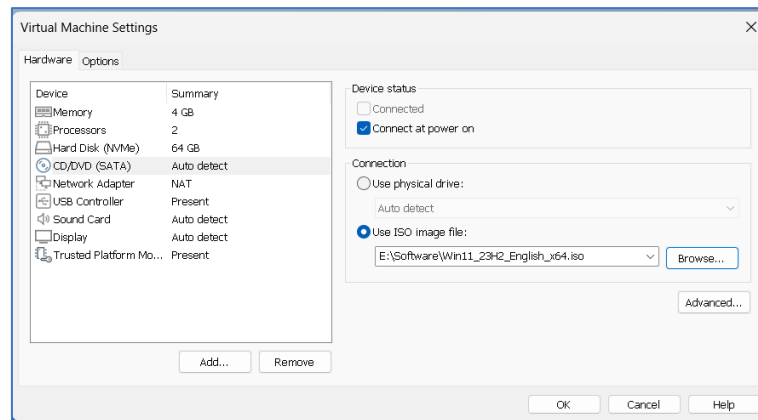 Virtual Machine Settings
Hardware Options
Device Summary
Memory 4 GB
Processors 2
Hard Disk (NVMe) 64 GB
CD/DVD (SATA) Auto detect
Network Adapter NAT
USB Controller Present
Sound Card Auto detect
Display Auto detect
Trusted Platform Mo... Present
Add... Remove
Device status
Connected
Connect at power on
Connection
Use physical drive:
Auto detect
Use ISO image file:
E:\Software\Win11_23H2_English_x64.iso Browse...
Advanced...
OK Cancel Help